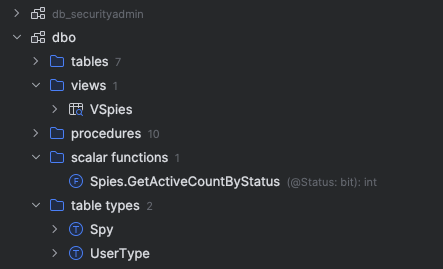 db_securityadmin
dbo
tables 7
views 1
VSpies
procedures 10
scalar functions 1
Spies.GetActiveCountByStatus (@Status: bit): int
table types 2
Spy
UserType